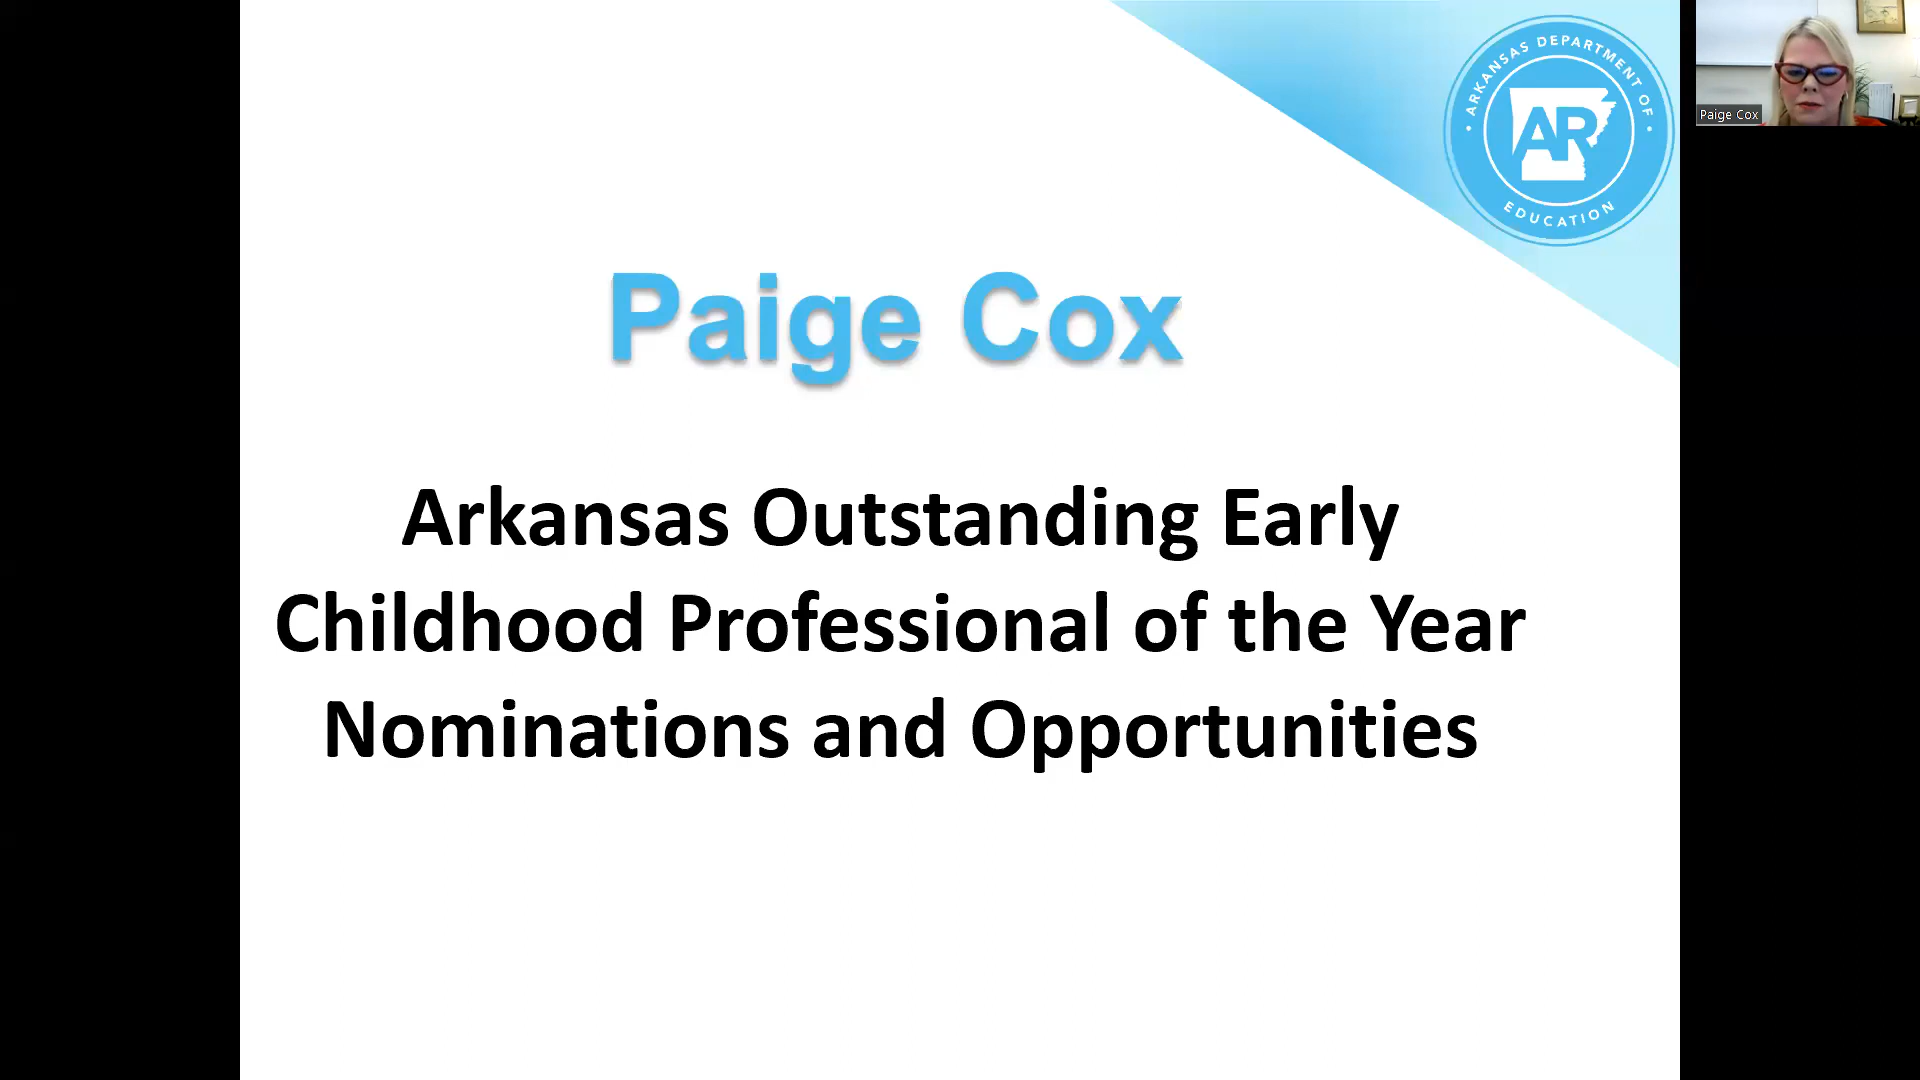 ARKANSAS DEPARTMENT OF
AR
EDUCATION
Paige Cox
Paige Cox
Arkansas Outstanding Early
Childhood Professional of the Year
Nominations and Opportunities